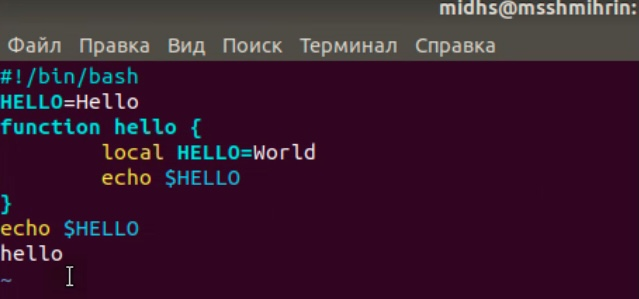 midhs@msshmihrin:
Файл Правка Вид Поиск Терминал Справка
#!/bin/bash
HELLO=Hello
function hello {
        local HELLO=World
        echo $HELLO
}
echo $HELLO
hello
~